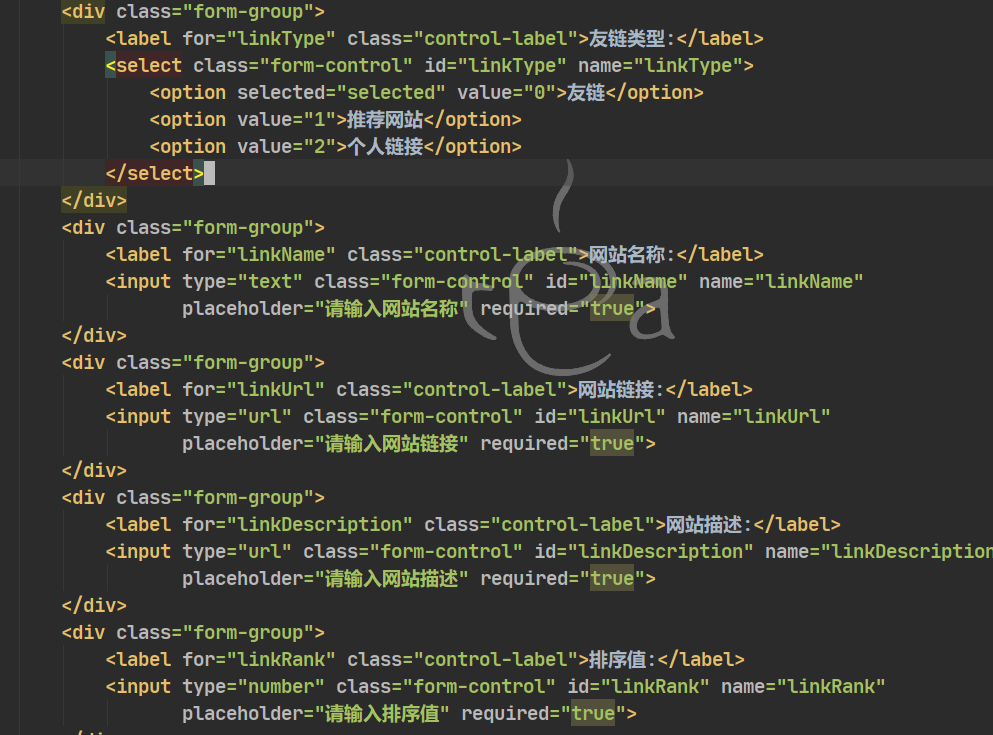 <div class="form-group">
<label for="linkType" class="control-label">友链类型:</label>
<select class="form-control" id="linkType" name="linkType">
<option selected="selected" value="0">友链</option>
<option value="1">推荐网站</option>
<option value="2">个人链接</option>
</select>
</div>
<div class="form-group">
<label for="linkName" class="control-label">网站名称:</label>
<input type="text" class="form-control" id="linkName" name="linkName"
placeholder="请输入网站名称" required="true">
</div>
<div class="form-group">
<label for="linkUrl" class="control-label">网站链接:</label>
<input type="url" class="form-control" id="linkUrl" name="linkUrl"
placeholder="请输入网站链接" required="true">
</div>
<div class="form-group">
<label for="linkDescription" class="control-label">网站描述:</label>
<input type="url" class="form-control" id="linkDescription" name="linkDescription
placeholder="请输入网站描述" required="true">
</div>
<div class="form-group">
<label for="linkRank" class="control-label">排序值:</label>
<input type="number" class="form-control" id="linkRank" name="linkRank"
placeholder="请输入排序值" required="true">